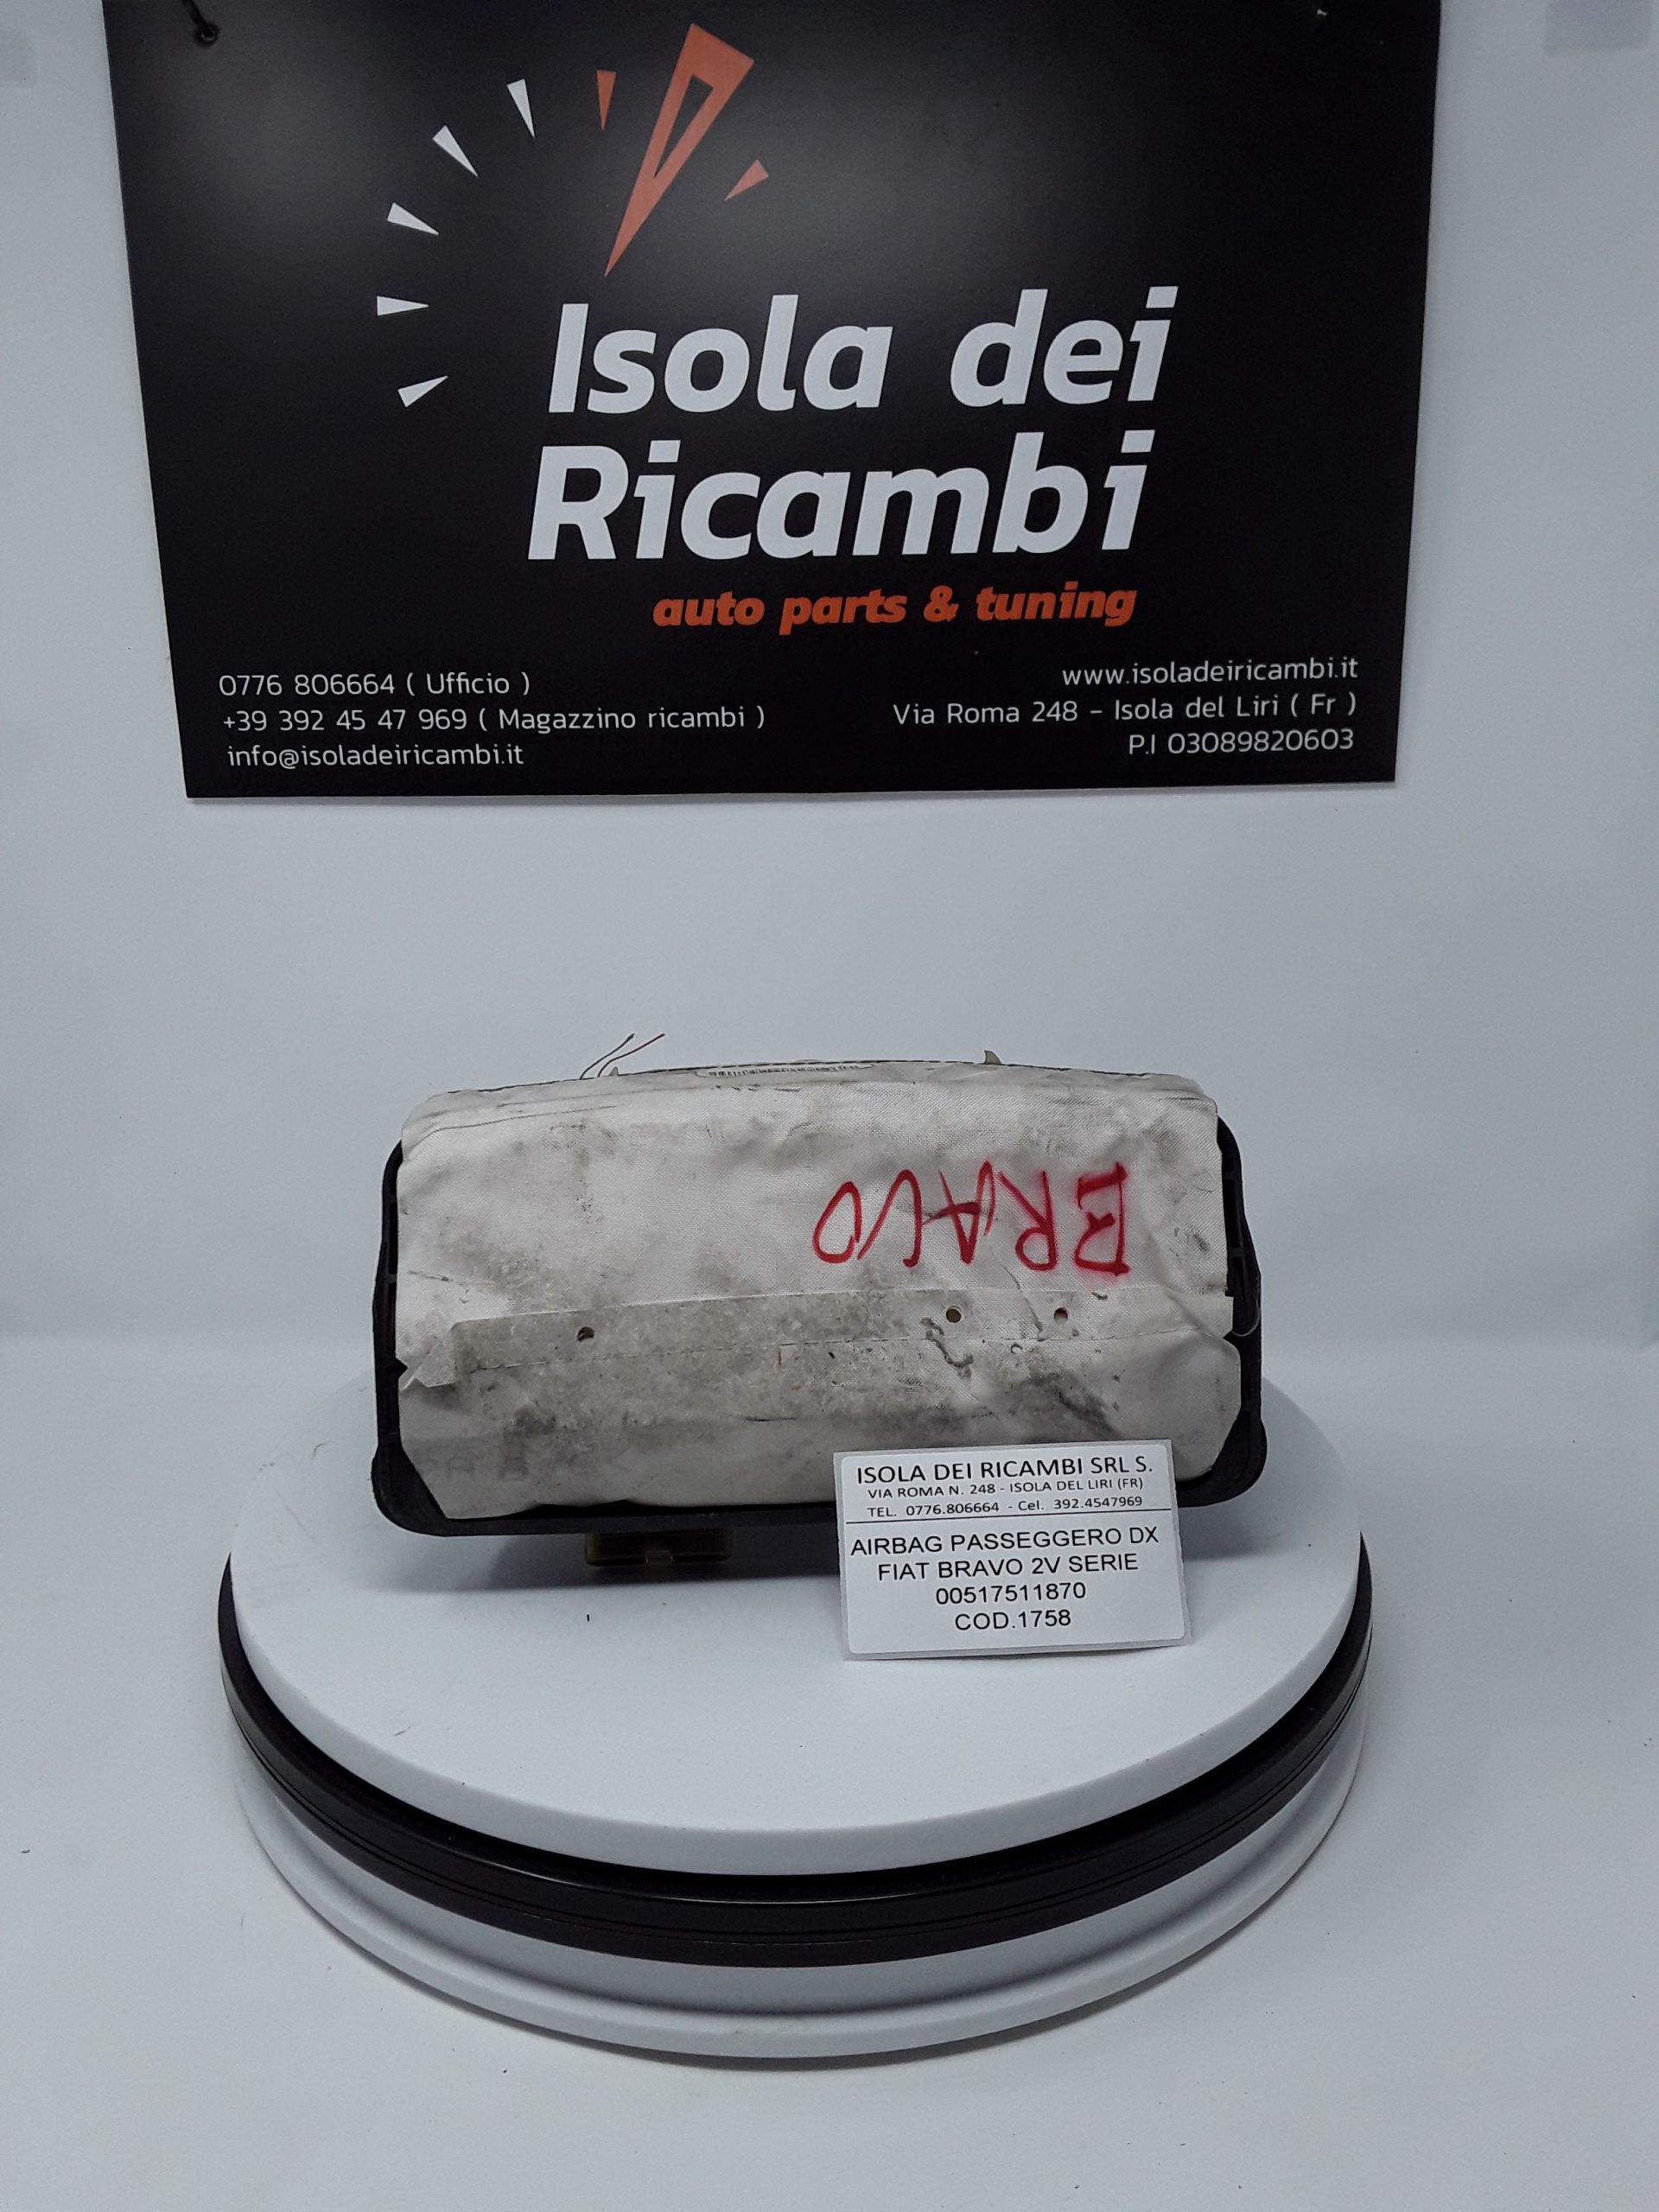 Isola dei
Ricambi
auto parts & tuning
0776 806664 ( Ufficio )
+39 392 45 47 969 ( Magazzino ricambi )
info@isoladeiricambi.it
www.isoladeiricambi.it
Via Roma 248 - Isola del Liri ( Fr )
P.I 03089820603
BRAVO
ISOLA DEI RICAMBI SRL S.
VIA ROMA N. 248 - ISOLA DEL LIRI (FR)
TEL. 0776.806664 - Cel. 392.4547969
AIRBAG PASSEGGERO DX
FIAT BRAVO 2V SERIE
00517511870
COD.1758